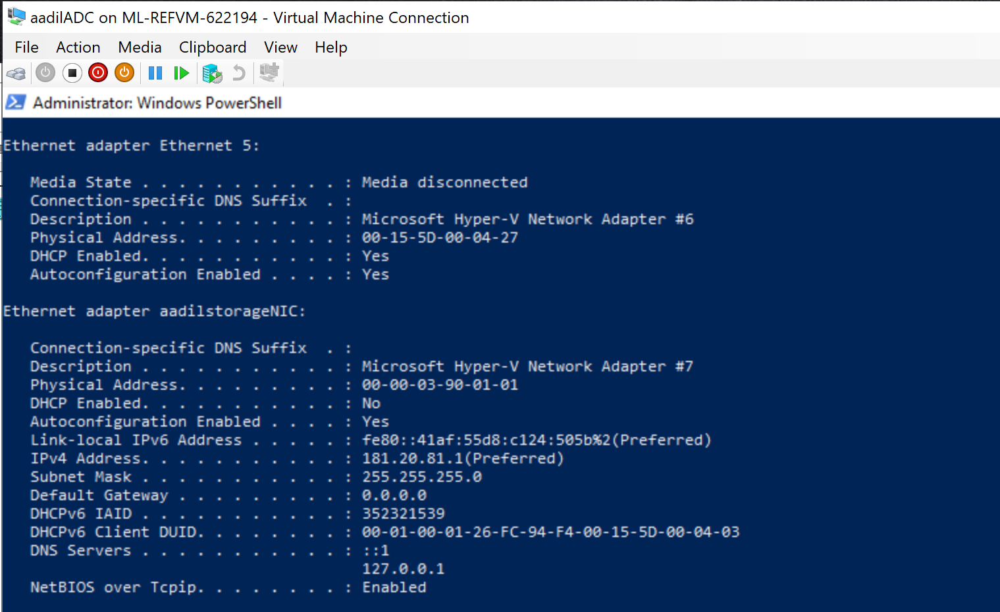 aadilADC on ML-REFVM-622194 - Virtual Machine Connection
File Action Media Clipboard View Help
Administrator: Windows PowerShell
Ethernet adapter Ethernet 5:
Media State . . . . . . . . . . . : Media disconnected
Connection-specific DNS Suffix  . :
Description . . . . . . . . . . . : Microsoft Hyper-V Network Adapter #6
Physical Address. . . . . . . . . : 00-15-5D-00-04-27
DHCP Enabled. . . . . . . . . . . : Yes
Autoconfiguration Enabled . . . . : Yes
Ethernet adapter aadilstorageNIC:
Connection-specific DNS Suffix  . :
Description . . . . . . . . . . . : Microsoft Hyper-V Network Adapter #7
Physical Address. . . . . . . . . : 00-00-03-90-01-01
DHCP Enabled. . . . . . . . . . . : No
Autoconfiguration Enabled . . . . : Yes
Link-local IPv6 Address . . . . . : fe80::41af:55d8:c124:505b%2(Preferred)
IPv4 Address. . . . . . . . . . . : 181.20.81.1(Preferred)
Subnet Mask . . . . . . . . . . . : 255.255.255.0
Default Gateway . . . . . . . . . : 0.0.0.0
DHCPv6 IAID . . . . . . . . . . . : 352321539
DHCPv6 Client DUID. . . . . . . . : 00-01-00-01-26-FC-94-F4-00-15-5D-00-04-03
DNS Servers . . . . . . . . . . . : ::1
127.0.0.1
NetBIOS over Tcpip. . . . . . . . : Enabled